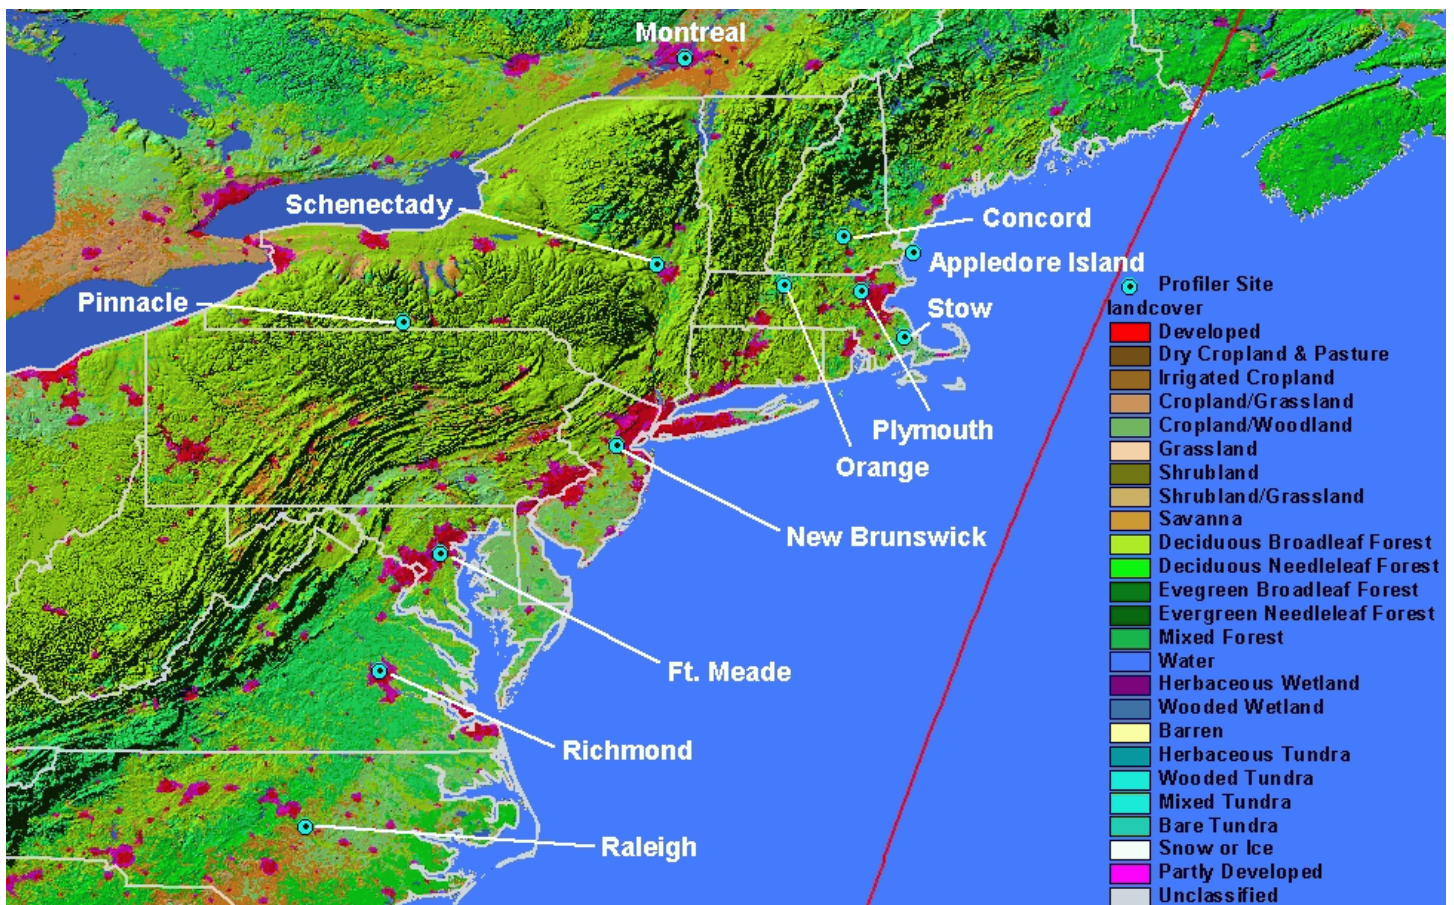 Montreal
Schenectady
Concord
Appledore Island
Pinnacle
Stow
Plymouth
Orange
New Brunswick
Ft. Meade
Richmond
Raleigh
Profiler Site
landcover
Developed
Dry Cropland & Pasture
Irrigated Cropland
Cropland/Grassland
Cropland/Woodland
Grassland
Shrubland
Shrubland/Grassland
Savanna
Deciduous Broadleaf Forest
Deciduous Needleleaf Forest
Evegreen Broadleaf Forest
Evergreen Needleleaf Forest
Mixed Forest
Water
Herbaceous Wetland
Wooded Wetland
Barren
Herbaceous Tundra
Wooded Tundra
Mixed Tundra
Bare Tundra
Snow or Ice
Partly Developed
Unclassified